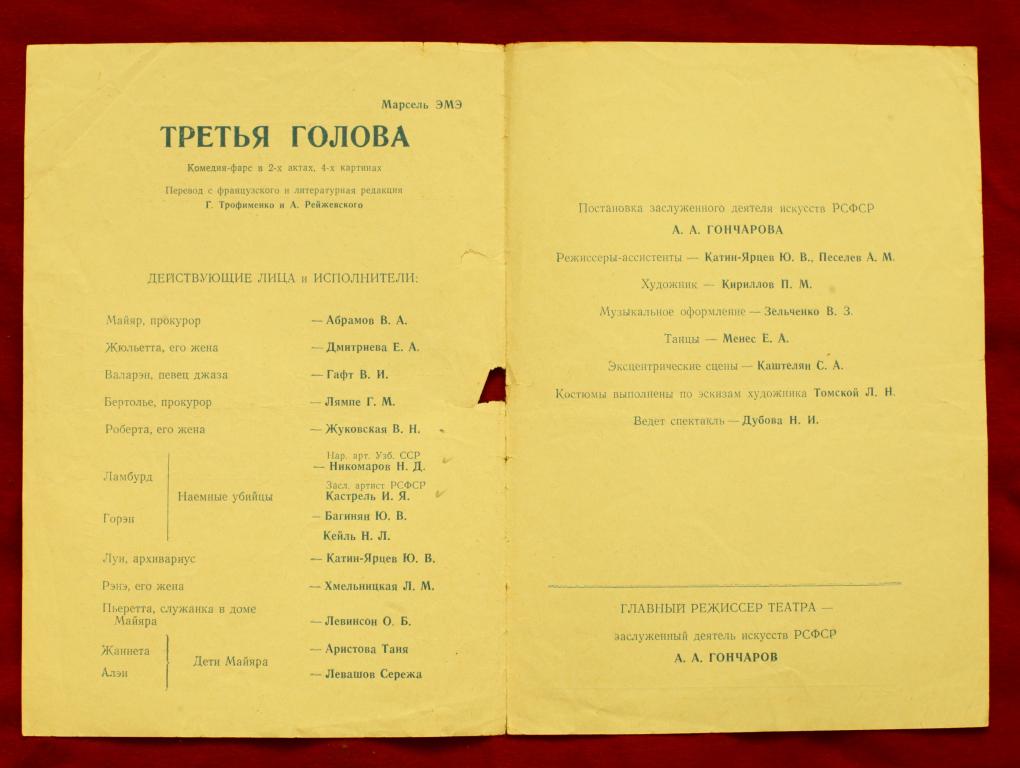 Марсель ЭМЭ
ТРЕТЬЯ ГОЛОВА
Комедия-фарс в 2-х актах, 4-х картинах
Перевод с французского и литературная редакция
Г. Трофименко и А. Рейжевского
ДЕЙСТВУЮЩИЕ ЛИЦА и ИСПОЛНИТЕЛИ:
Майяр, прокурор — Абрамов В. А.
Жюльетта, его жена — Дмитриева Е. А.
Валарэн, певец джаза — Гафт В. И.
Бертолье, прокурор — Лямпе Г. М.
Роберта, его жена — Жуковская В. Н.
Нар. арт. Узб. ССР
Ламбурд — Никомаров Н. Д.
Засл. артист РСФСР
Наемные убийцы Кастрель И. Я.
Горэн — Багинян Ю. В.
Кейль Н. Л.
Луи, архивариус — Катин-Ярцев Ю. В.
Рэнэ, его жена — Хмельницкая Л. М.
Пьеретта, служанка в доме
Майяра — Левинсон О. Б.
Жаннета — Аристова Таня
Дети Майяра
Алэн — Левашов Сережа
Постановка заслуженного деятеля искусств РСФСР
А. А. ГОНЧАРОВА
Режиссеры-ассистенты — Катин-Ярцев Ю. В., Песелев А. М.
Художник — Кириллов П. М.
Музыкальное оформление — Зельченко В. З.
Танцы — Менес Е. А.
Эксцентрические сцены — Каштелян С. А.
Костюмы выполнены по эскизам художника Томской Л. Н.
Ведет спектакль — Дубова Н. И.
ГЛАВНЫЙ РЕЖИССЕР ТЕАТРА —
заслуженный деятель искусств РСФСР
А. А. ГОНЧАРОВ